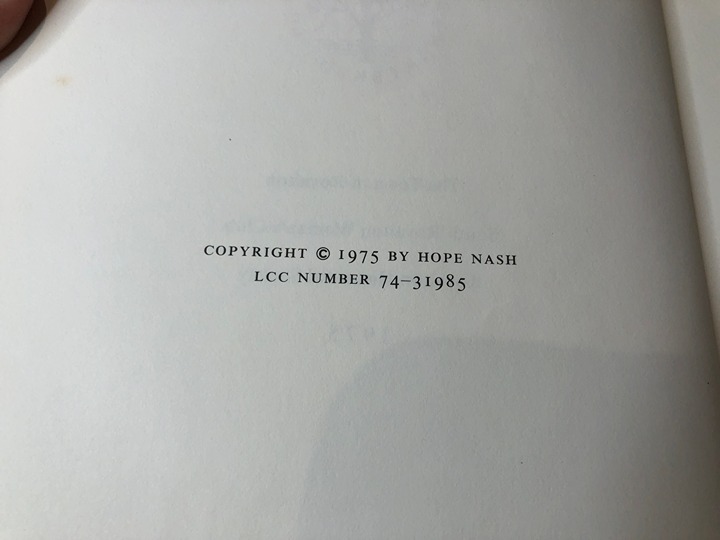 COPYRIGHT © 1975 BY HOPE NASH
LCC NUMBER 74-31985